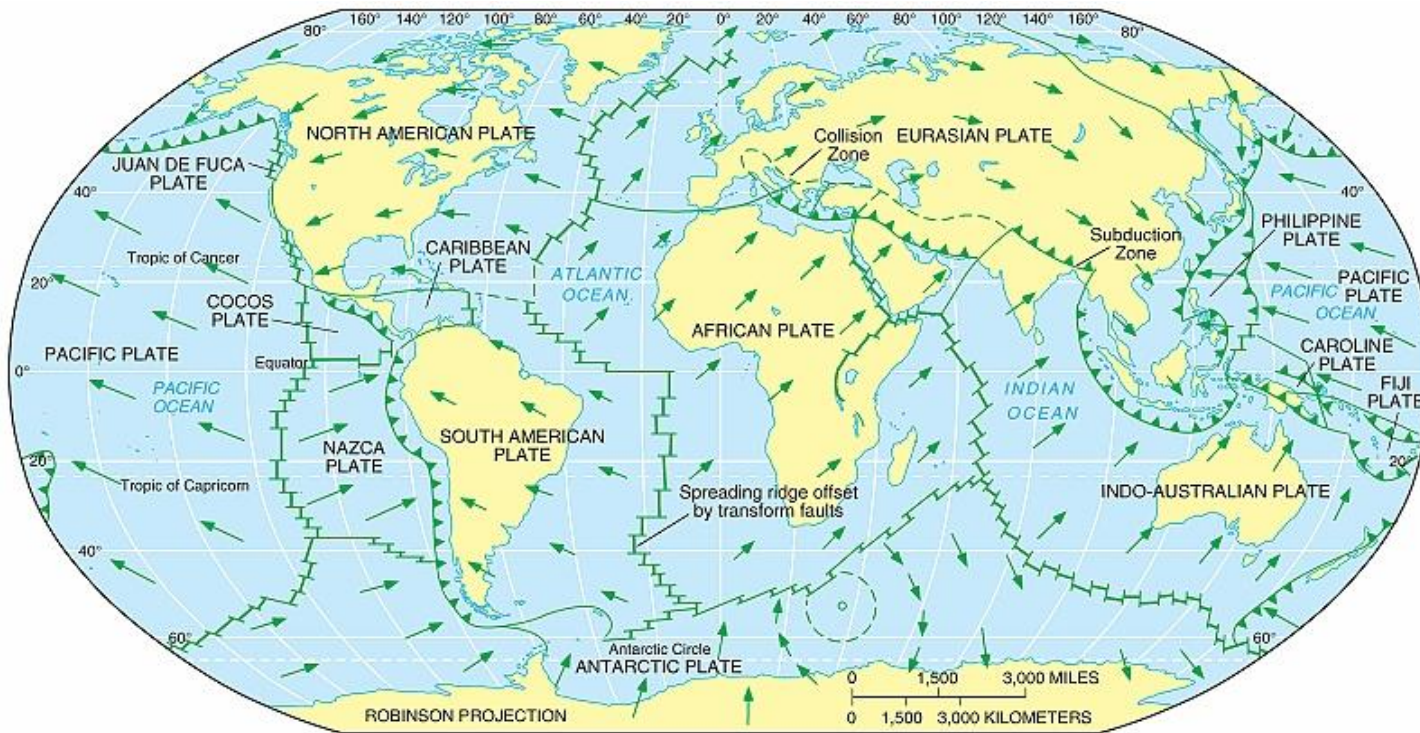 160° 140° 120° 100° 80° 60° 40° 20° 0° 20° 40° 60° 80° 100° 120° 140° 160°
80° 80°
NORTH AMERICAN PLATE
Collision
Zone
EURASIAN PLATE
JUAN DE FUCA
PLATE
40° 40°
PHILIPPINE
PLATE
Subduction
Zone
Tropic of Cancer
CARIBBEAN
PLATE
ATLANTIC
OCEAN
20° 20°
PACIFIC
PLATE
PACIFIC
OCEAN
COCOS
PLATE
AFRICAN PLATE
PACIFIC PLATE
Equator
CAROLINE
PLATE
0° 0°
PACIFIC
OCEAN
INDIAN
OCEAN
FIJI
PLATE
SOUTH AMERICAN
PLATE
NAZCA
PLATE
20° 20°
Tropic of Capricorn
Spreading ridge offset
by transform faults
INDO-AUSTRALIAN PLATE
40° 40°
60° 60°
Antarctic Circle
ANTARCTIC PLATE
0 1,500 3,000 MILES
0 1,500 3,000 KILOMETERS
ROBINSON PROJECTION